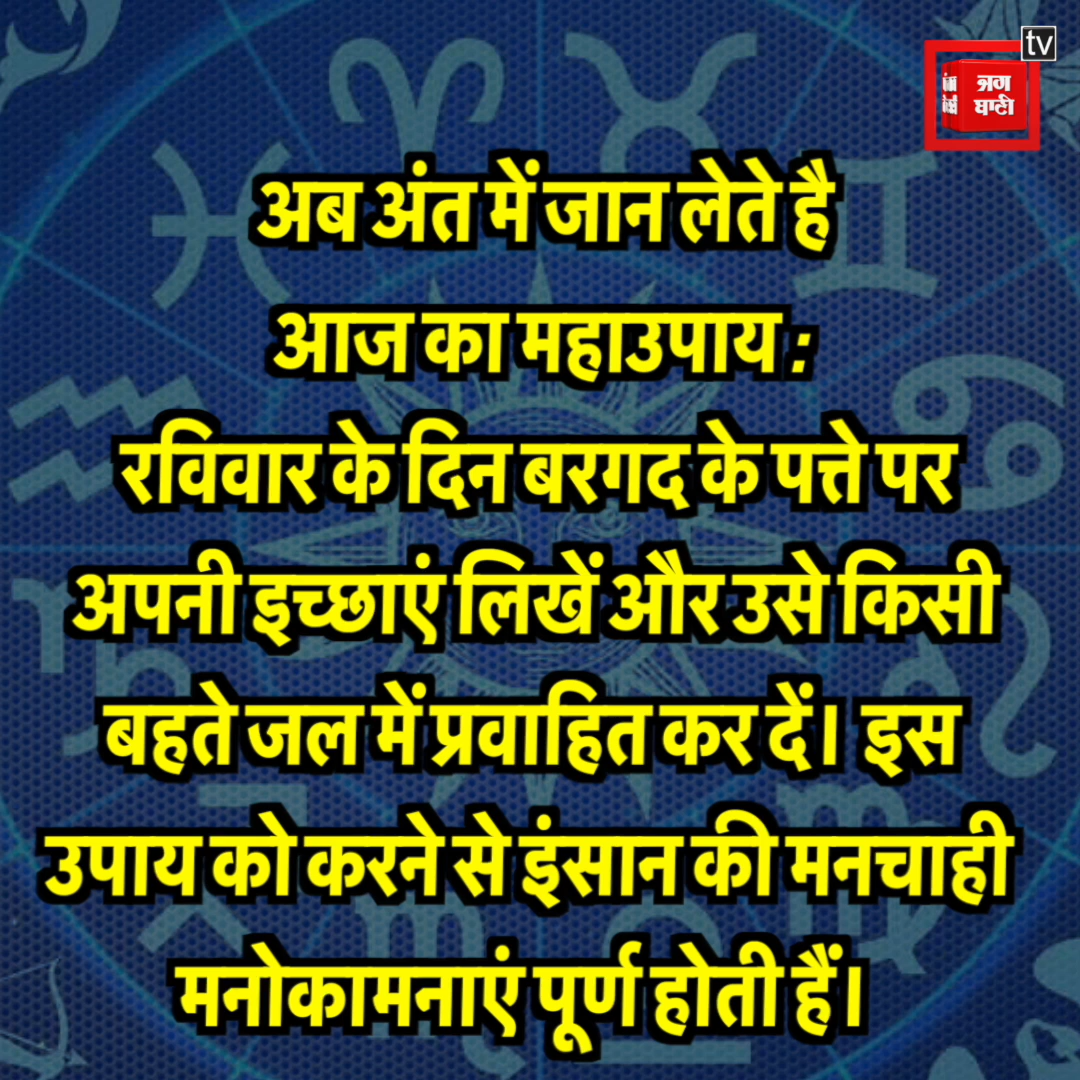 tv
ਜਗ
ਬਾਣੀ
अब अंत में जान लेते है
आज का महाउपाय :
रविवार के दिन बरगद के पत्ते पर
अपनी इच्छाएं लिखें और उसे किसी
बहते जल में प्रवाहित कर दें। इस
उपाय को करने से इंसान की मनचाही
मनोकामनाएं पूर्ण होती हैं।